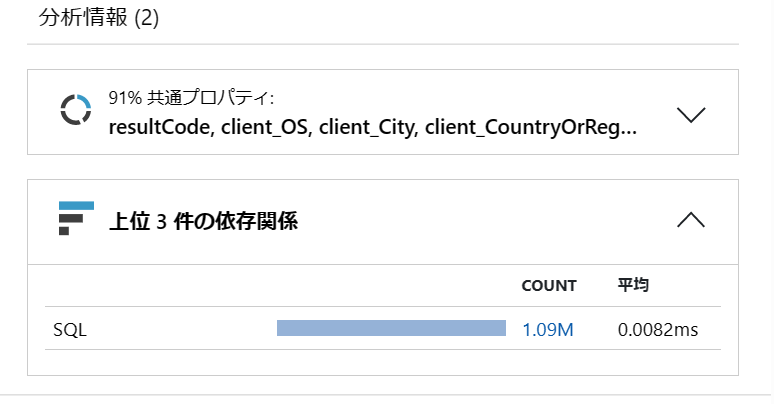 分析情報 (2)
91% 共通プロパティ:
resultCode, client_OS, client_City, client_CountryOrReg...
上位 3 件の依存関係
COUNT 平均
SQL 1.09M 0.0082ms